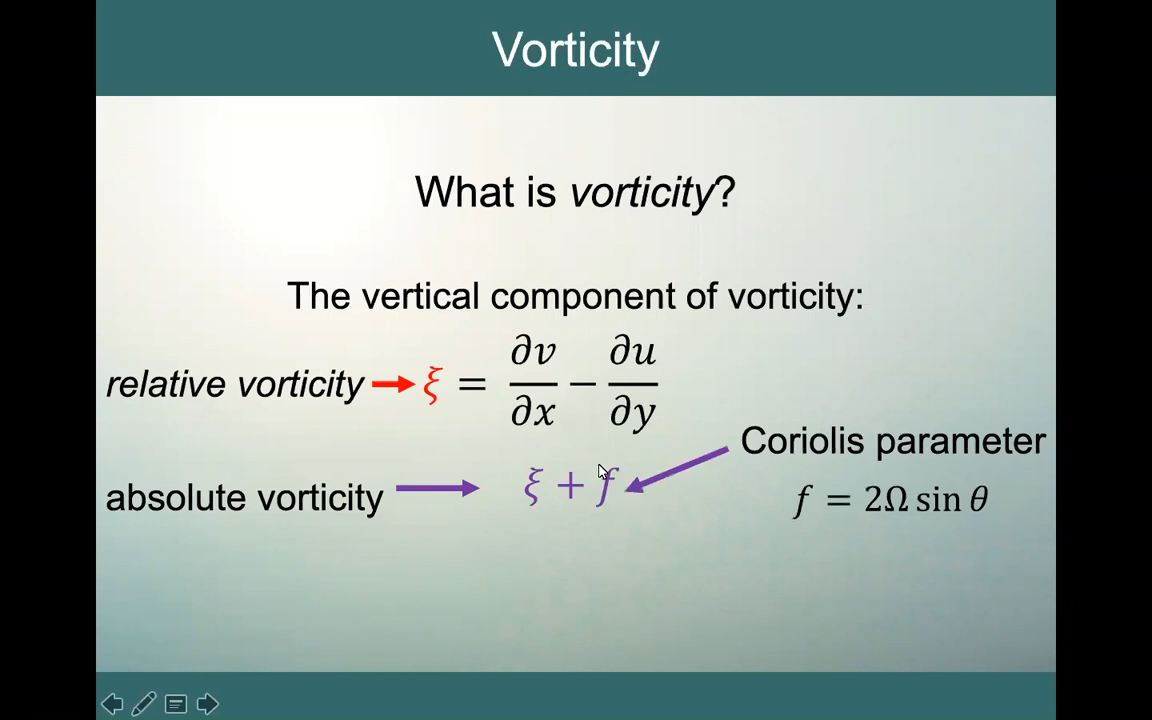 Vorticity
What is vorticity?
The vertical component of vorticity:
relative vorticity ξ = ∂v/∂x − ∂u/∂y
Coriolis parameter
absolute vorticity ξ + f
f = 2Ω sin θ